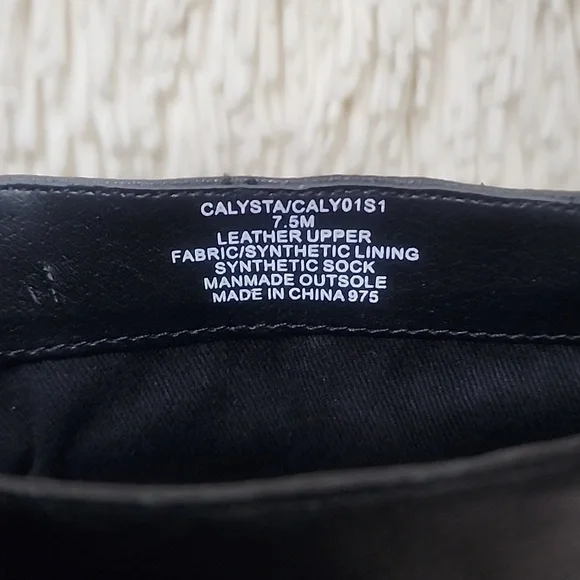 CALYSTA/CALY01S1
7.5M
LEATHER UPPER
FABRIC/SYNTHETIC LINING
SYNTHETIC SOCK
MANMADE OUTSOLE
MADE IN CHINA 975